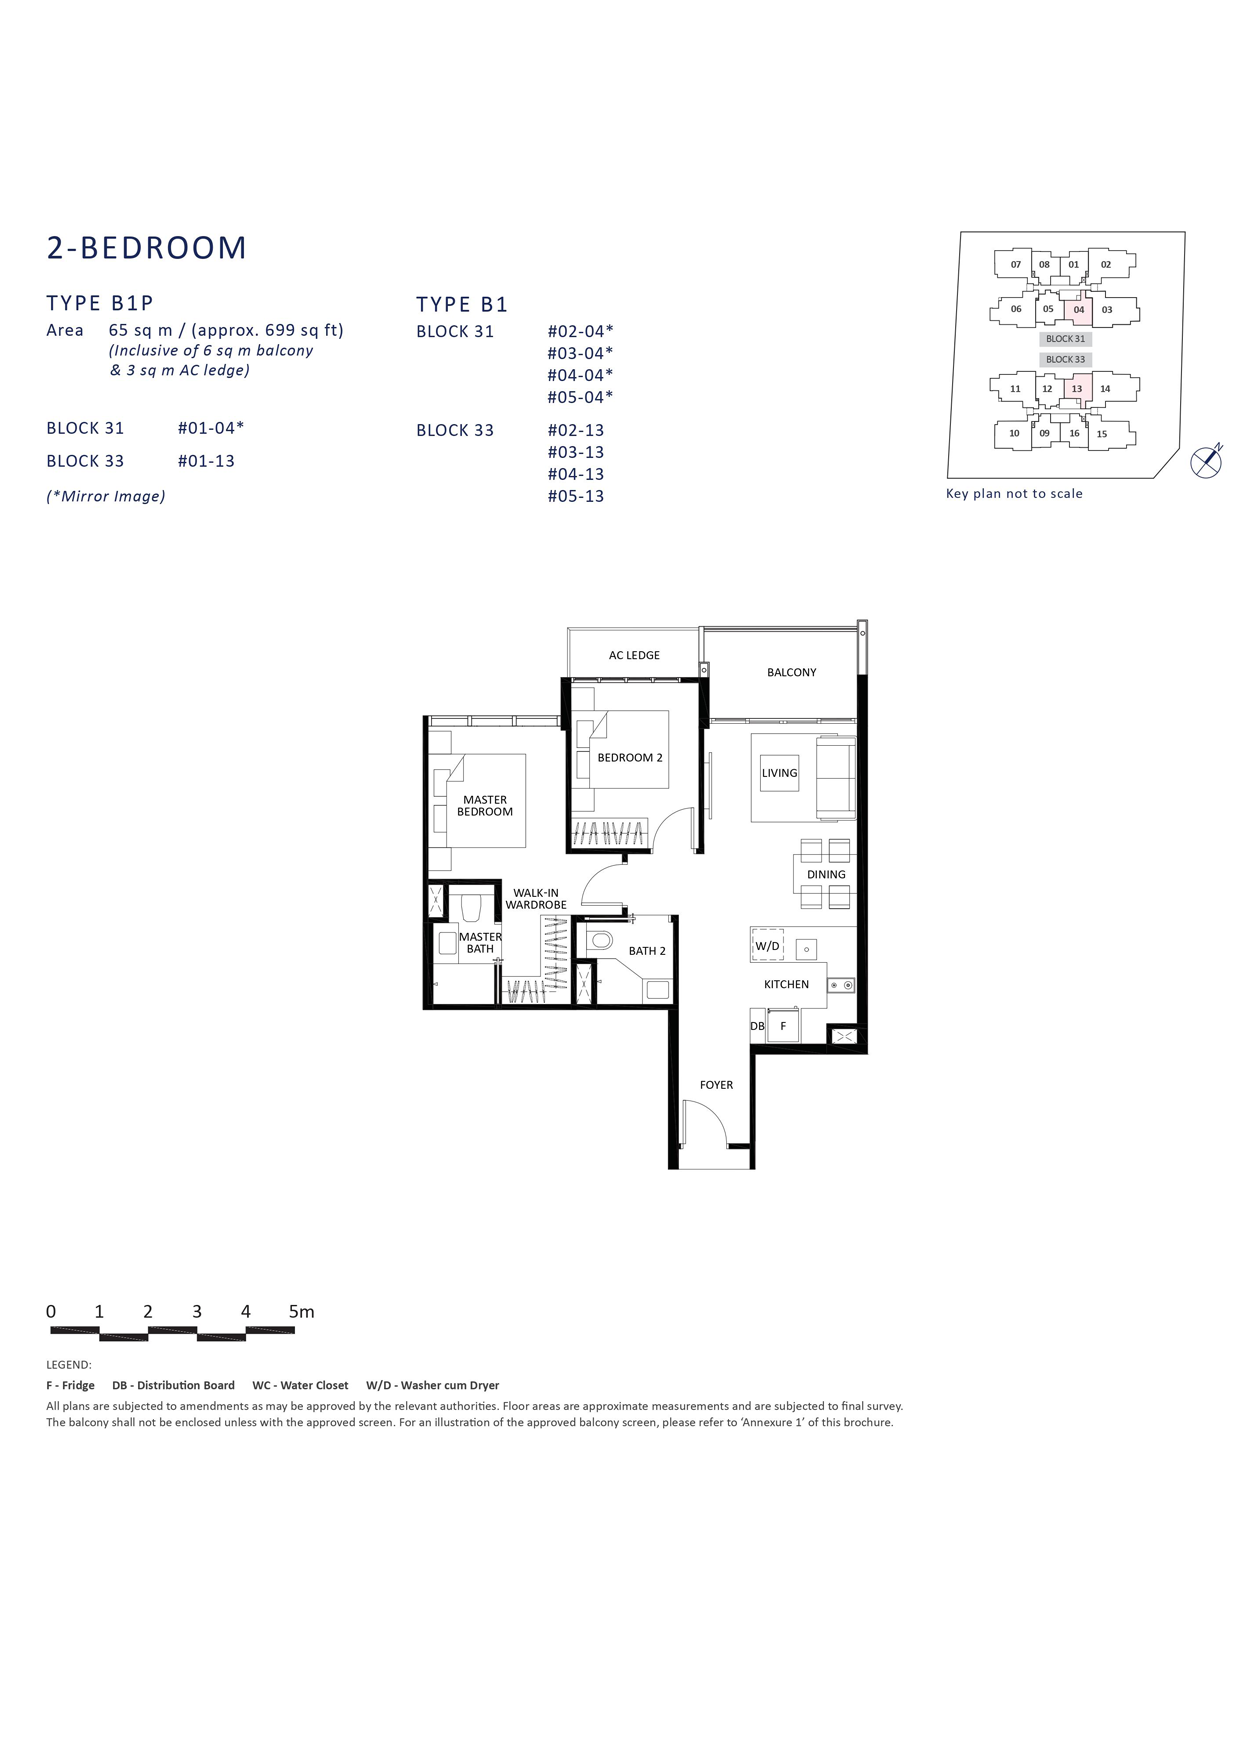 2-BEDROOM
TYPE B1P
Area 65 sq m / (approx. 699 sq ft)
(Inclusive of 6 sq m balcony
& 3 sq m AC ledge)
BLOCK 31 #01-04*
BLOCK 33 #01-13
(*Mirror Image)
TYPE B1
BLOCK 31 #02-04*
#03-04*
#04-04*
#05-04*
BLOCK 33 #02-13
#03-13
#04-13
#05-13
07 08 01 02
06 05 04 03
BLOCK 31
BLOCK 33
11 12 13 14
10 09 16 15
N
Key plan not to scale
AC LEDGE
BALCONY
BEDROOM 2
LIVING
MASTER
BEDROOM
DINING
WALK-IN
WARDROBE
MASTER
BATH
BATH 2
W/D
KITCHEN
DB
F
FOYER
0 1 2 3 4 5m
LEGEND:
F - Fridge DB - Distribution Board WC - Water Closet W/D - Washer cum Dryer
All plans are subjected to amendments as may be approved by the relevant authorities. Floor areas are approximate measurements and are subjected to final survey.
The balcony shall not be enclosed unless with the approved screen. For an illustration of the approved balcony screen, please refer to ‘Annexure 1’ of this brochure.